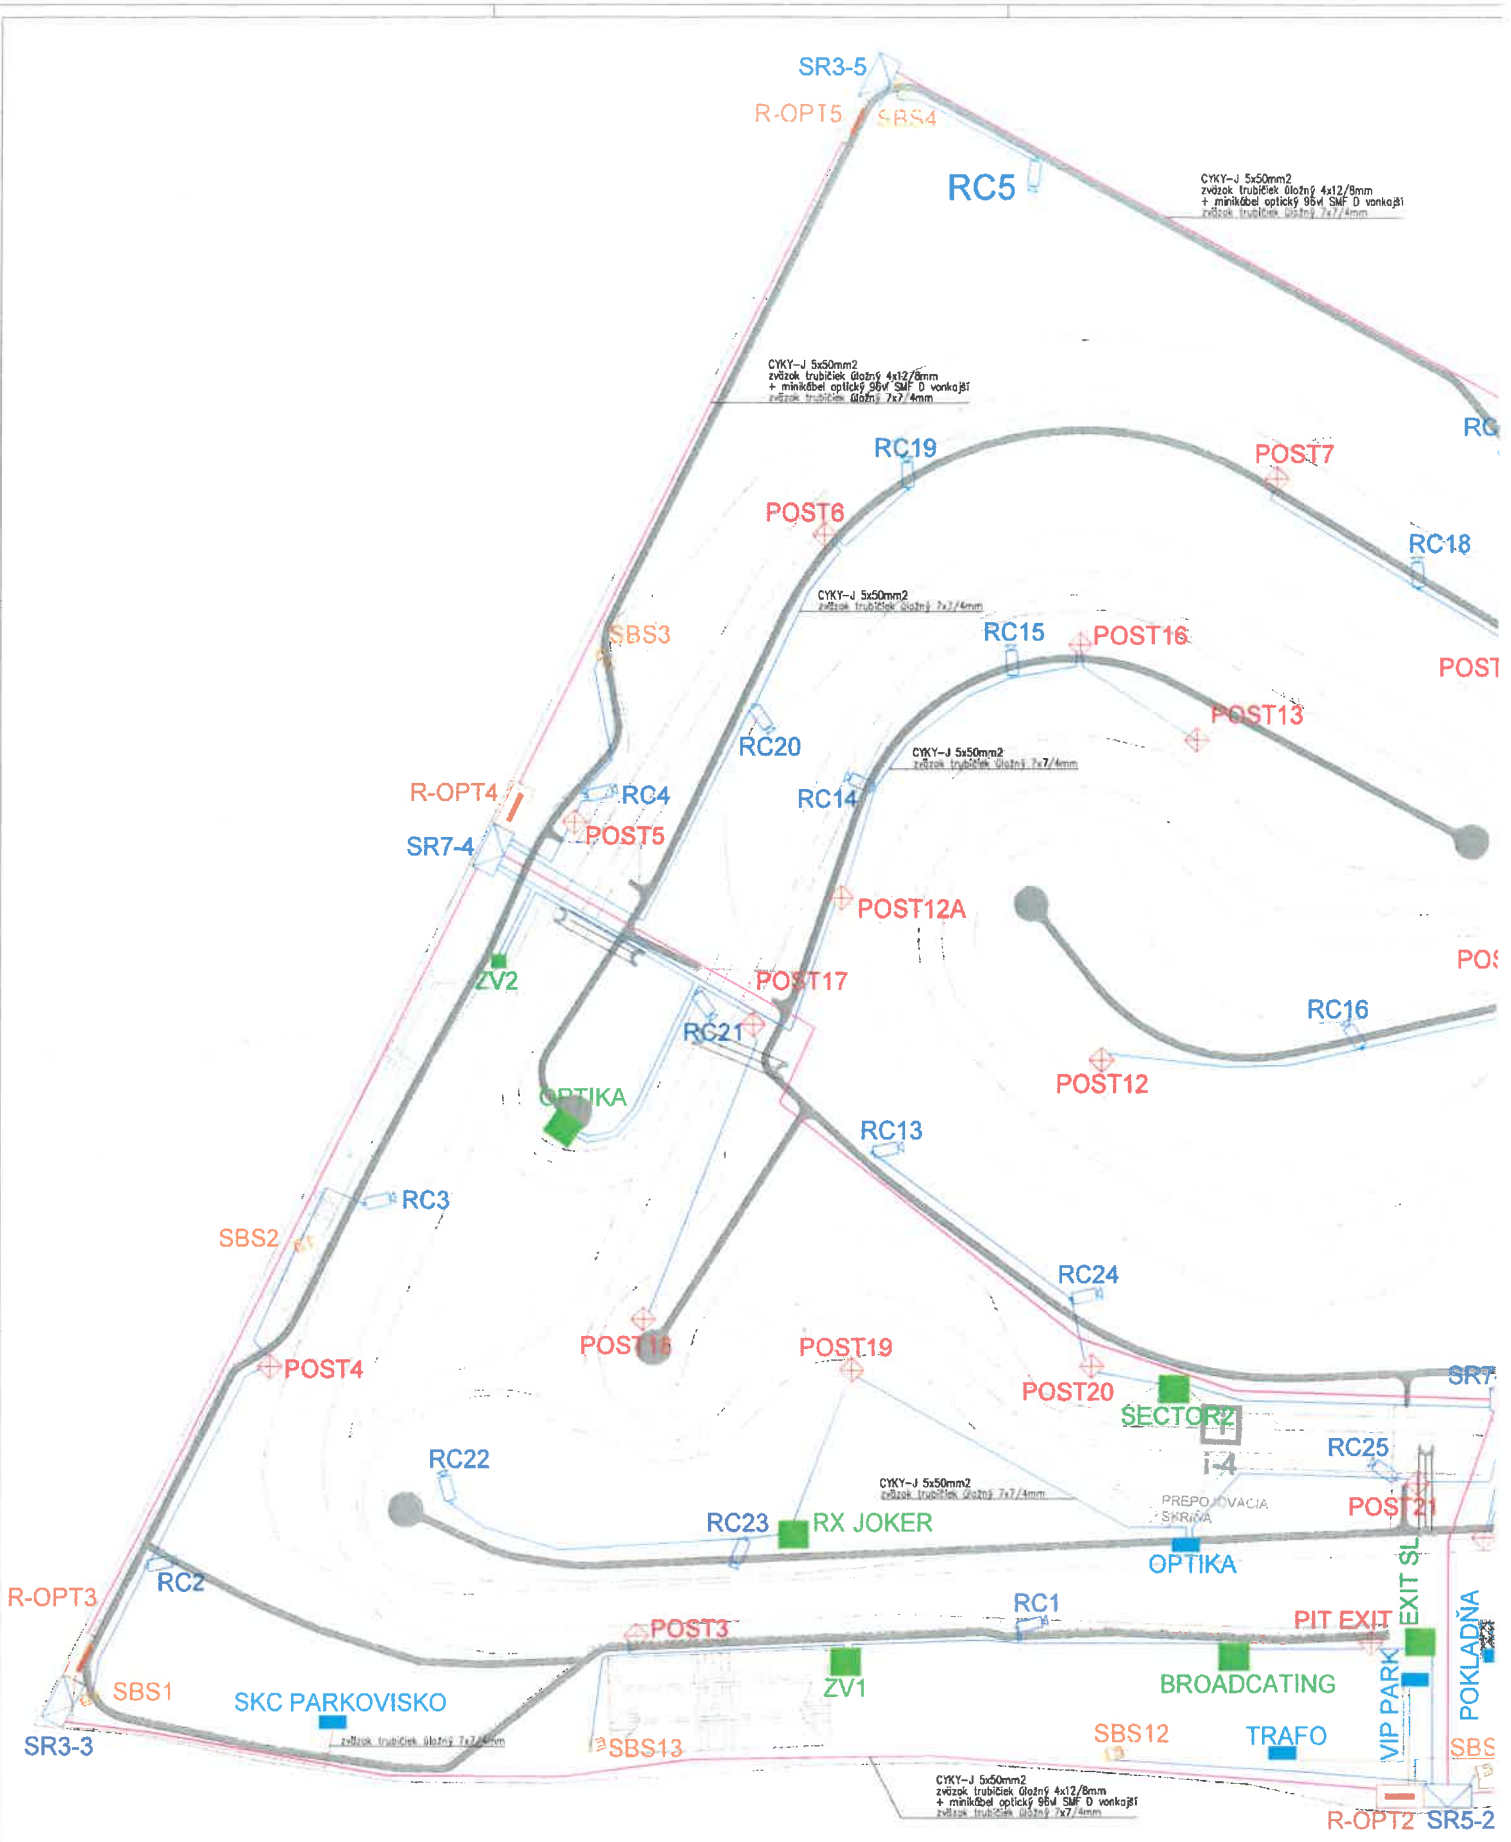 SR3-5
R-OPT5
SBS4
RC5
CYKY-J 5x50mm2
zväzok trubičiek úložný 4x12/8mm
+ minikábel optický 96vl SMF D vonkajší
zväzok trubičiek úložný 7x7/4mm
CYKY-J 5x50mm2
zväzok trubičiek úložný 4x12/8mm
+ minikábel optický 96vl SMF D vonkajší
zväzok trubičiek úložný 7x7/4mm
RC19
POST7
POST6
RC18
CYKY-J 5x50mm2
zväzok trubičiek úložný 7x7/4mm
SBS3
RC15
POST16
POST
POST13
RC20
CYKY-J 5x50mm2
zväzok trubičiek úložný 7x7/4mm
R-OPT4
RC4
RC14
POST5
SR7-4
POST12A
ZV2
POST17
RC21
RC16
POST12
OPTIKA
RC13
RC3
SBS2
RC24
POST18
POST19
POST4
POST20
SR7-
SECTOR2
i-4
RC22
RC25
CYKY-J 5x50mm2
zväzok trubičiek úložný 7x7/4mm
PREPOJOVACIA
SKRIŇA
POST21
RC23
RX JOKER
OPTIKA
RC2
R-OPT3
RC1
POST3
PIT EXIT
EXIT SL
POKLADŇA
VIP PARK
SBS1
SKC PARKOVISKO
ZV1
BROADCATING
zväzok trubičiek úložný 7x7/4mm
SR3-3
SBS13
SBS12
TRAFO
SBS
CYKY-J 5x50mm2
zväzok trubičiek úložný 4x12/8mm
+ minikábel optický 96vl SMF D vonkajší
zväzok trubičiek úložný 7x7/4mm
R-OPT2
SR5-2